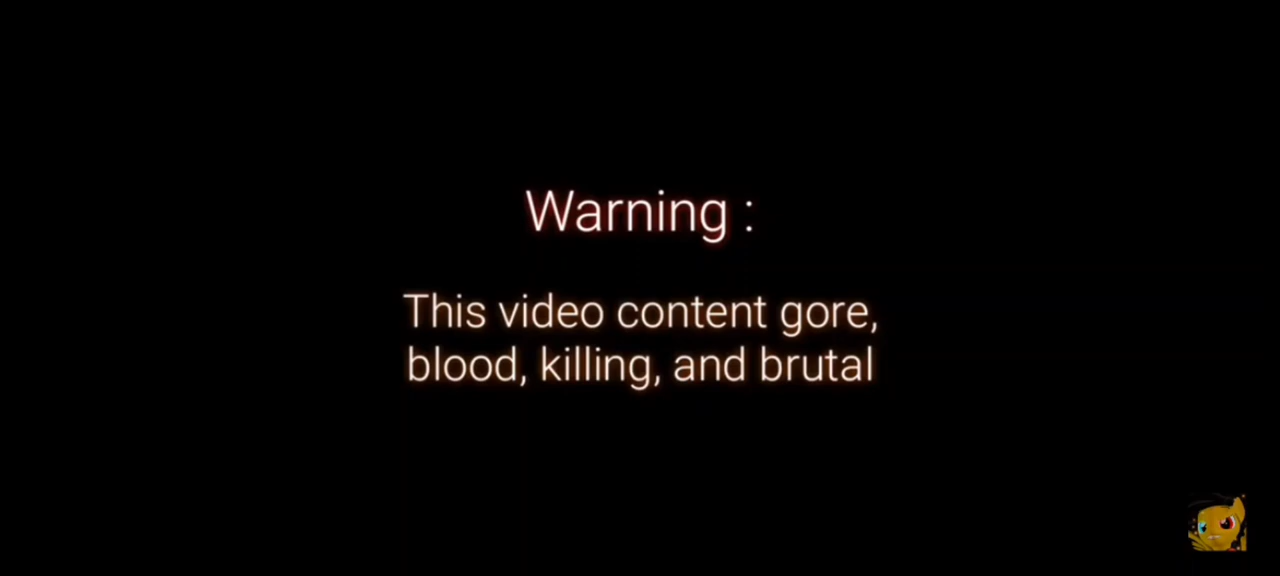 Warning :
This video content gore,
blood, killing, and brutal